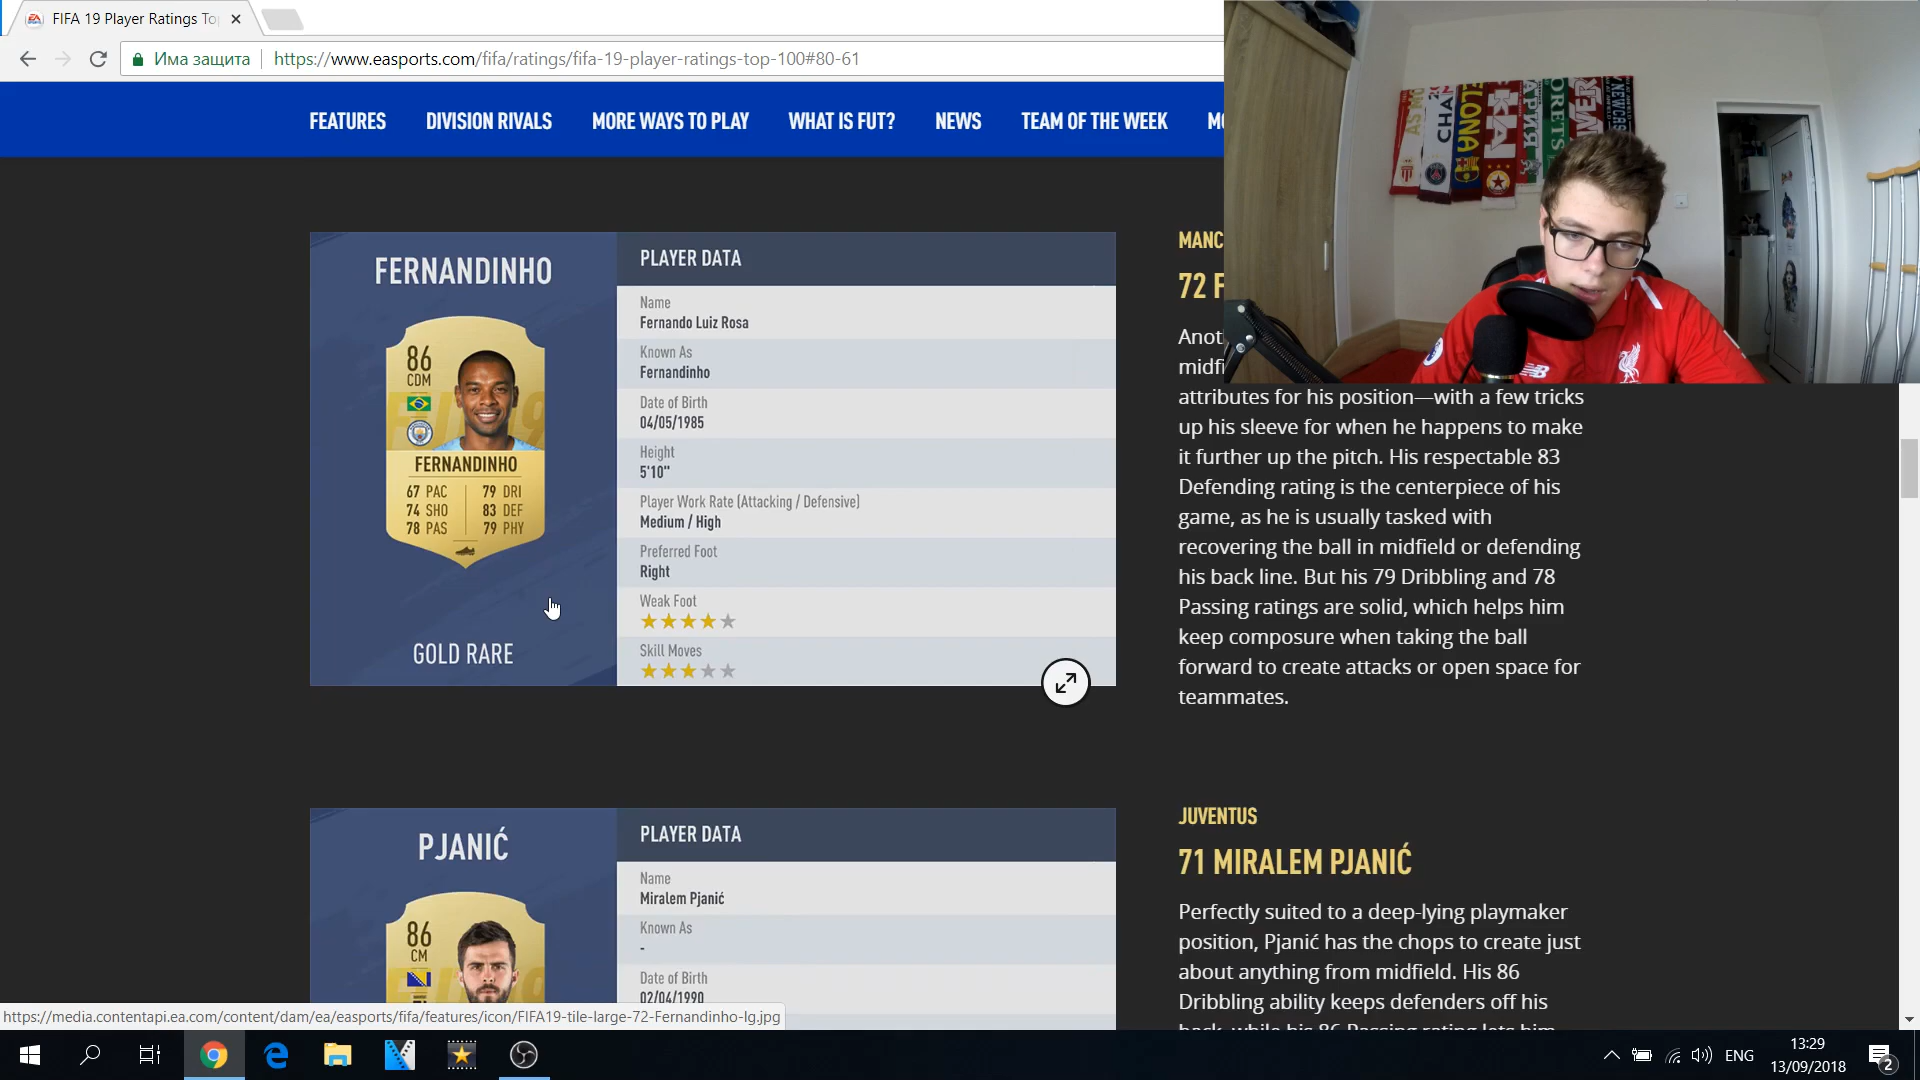 FIFA 19 Player Ratings To
Има защита
https://www.easports.com/fifa/ratings/fifa-19-player-ratings-top-100#80-61
FEATURES
DIVISION RIVALS
MORE WAYS TO PLAY
WHAT IS FUT?
NEWS
TEAM OF THE WEEK
FERNANDINHO
86
CDM
FERNANDINHO
67 PAC
79 DRI
74 SHO
83 DEF
78 PAS
79 PHY
GOLD RARE
PLAYER DATA
Name
Fernando Luiz Rosa
Known As
Fernandinho
Date of Birth
04/05/1985
Height
5'10"
Player Work Rate (Attacking / Defensive)
Medium / High
Preferred Foot
Right
Weak Foot
Skill Moves
MANC
72 F
Anot
midfi
attributes for his position—with a few tricks
up his sleeve for when he happens to make
it further up the pitch. His respectable 83
Defending rating is the centerpiece of his
game, as he is usually tasked with
recovering the ball in midfield or defending
his back line. But his 79 Dribbling and 78
Passing ratings are solid, which helps him
keep composure when taking the ball
forward to create attacks or open space for
teammates.
PJANIĆ
86
CM
PLAYER DATA
Name
Miralem Pjanić
Known As
-
Date of Birth
02/04/1990
JUVENTUS
71 MIRALEM PJANIĆ
Perfectly suited to a deep-lying playmaker
position, Pjanić has the chops to create just
about anything from midfield. His 86
Dribbling ability keeps defenders off his
back, while his 86 Passing rating lets him
https://media.contentapi.ea.com/content/dam/ea/easports/fifa/features/icon/FIFA19-tile-large-72-Fernandinho-lg.jpg
ENG
13:29
13/09/2018
2